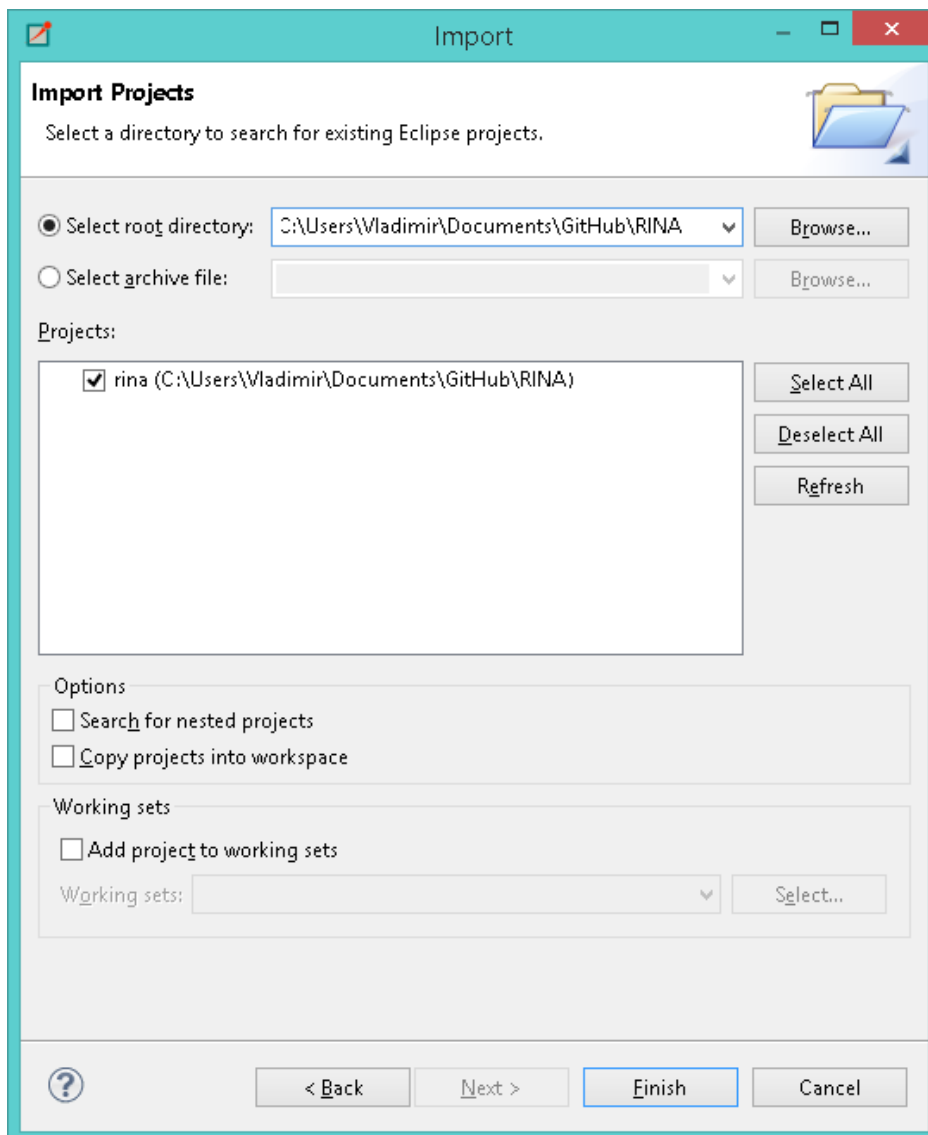 Import
Import Projects
Select a directory to search for existing Eclipse projects.
Select root directory: C:\Users\Vladimir\Documents\GitHub\RINA Browse...
Select archive file: Browse...
Projects:
rina (C:\Users\Vladimir\Documents\GitHub\RINA)
Select All
Deselect All
Refresh
Options
Search for nested projects
Copy projects into workspace
Working sets
Add project to working sets
Working sets: Select...
? < Back Next > Finish Cancel